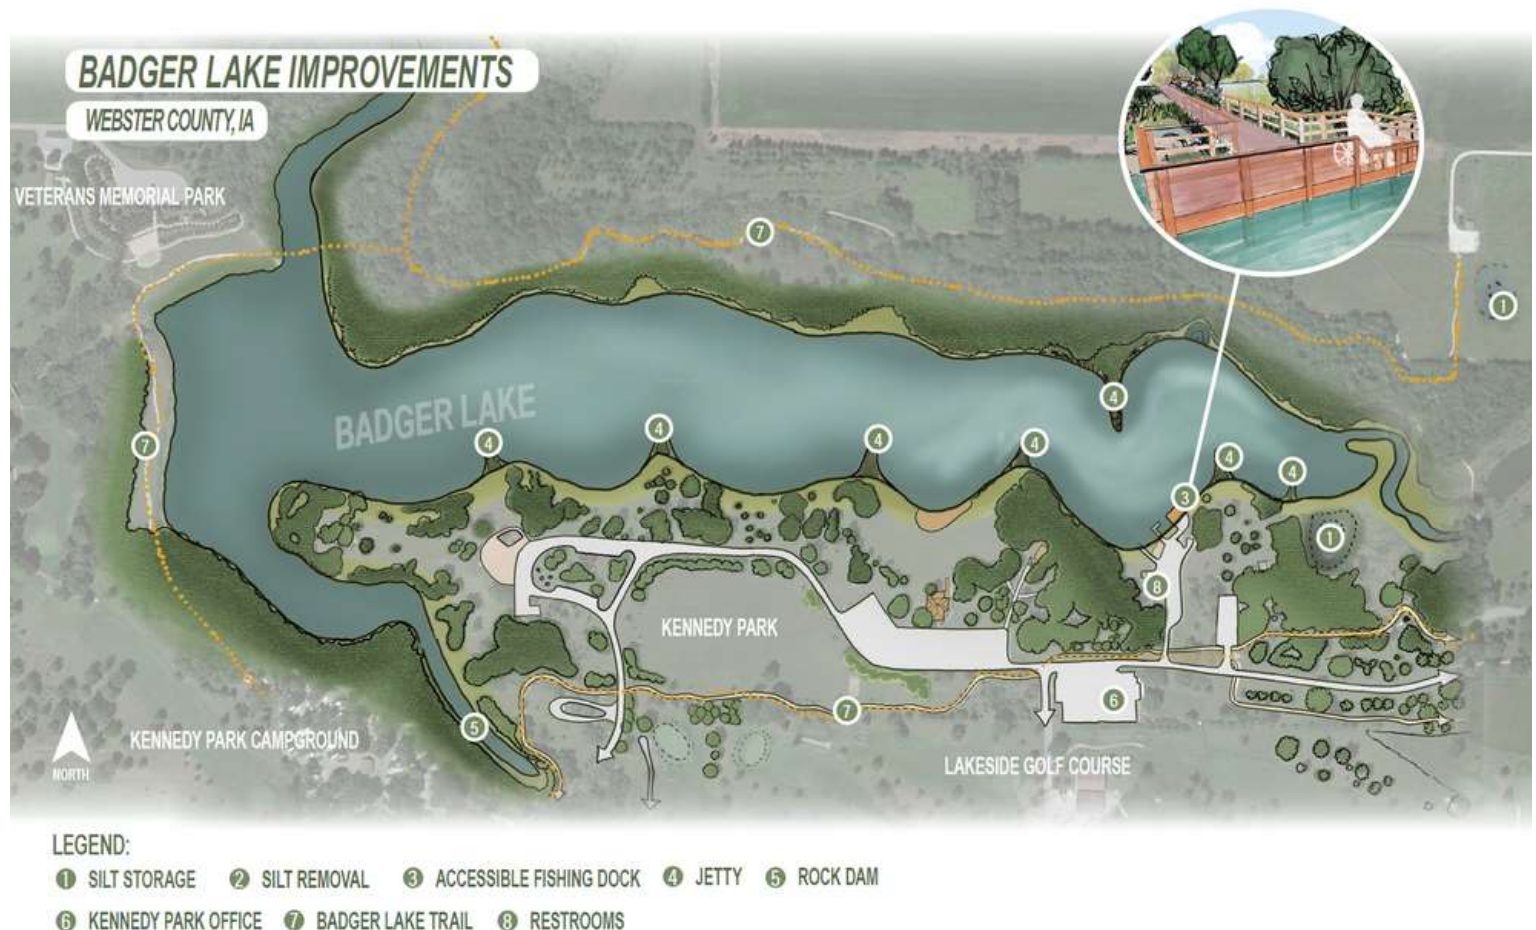 BADGER LAKE IMPROVEMENTS
WEBSTER COUNTY, IA
VETERANS MEMORIAL PARK
7
1
4
BADGER LAKE
4
4
4
4
7
4
4
3
1
8
KENNEDY PARK
6
7
5
KENNEDY PARK CAMPGROUND
LAKESIDE GOLF COURSE
NORTH
LEGEND:
1 SILT STORAGE 2 SILT REMOVAL 3 ACCESSIBLE FISHING DOCK 4 JETTY 5 ROCK DAM
6 KENNEDY PARK OFFICE 7 BADGER LAKE TRAIL 8 RESTROOMS